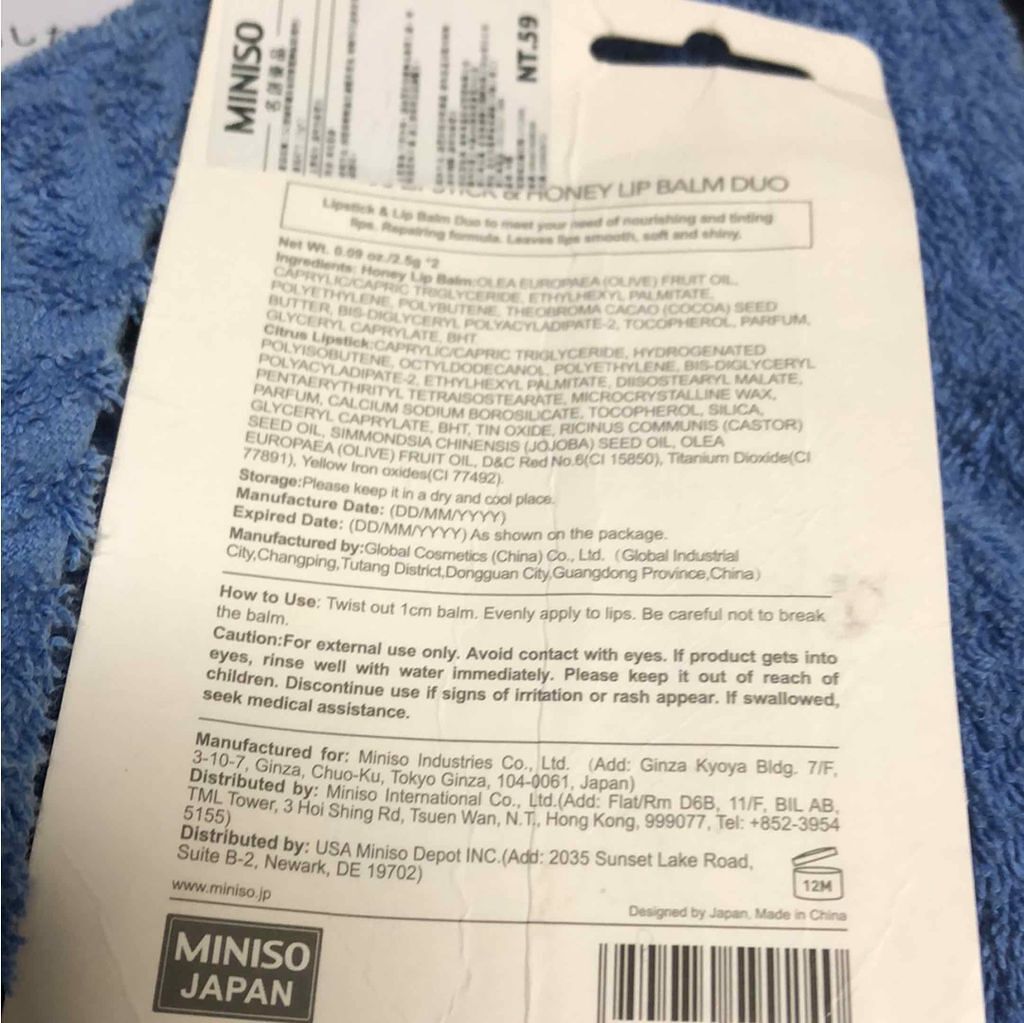 MINISO
名創優品
NT.59
& HONEY LIP BALM DUO
Lipstick & Lip Balm Duo to meet your need of nourishing and tinting
lips. Repairing formula. Leaves lips smooth, soft and shiny.
Net Wt. 0.09 oz./2.5g *2
Ingredients: Honey Lip Balm:OLEA EUROPAEA (OLIVE) FRUIT OIL,
CAPRYLIC/CAPRIC TRIGLYCERIDE, ETHYLHEXYL PALMITATE,
POLYETHYLENE, POLYBUTENE, THEOBROMA CACAO (COCOA) SEED
BUTTER, BIS-DIGLYCERYL POLYACYLADIPATE-2, TOCOPHEROL, PARFUM,
GLYCERYL CAPRYLATE, BHT.
Citrus Lipstick:CAPRYLIC/CAPRIC TRIGLYCERIDE, HYDROGENATED
POLYISOBUTENE, OCTYLDODECANOL, POLYETHYLENE, BIS-DIGLYCERYL
POLYACYLADIPATE-2, ETHYLHEXYL PALMITATE, DIISOSTEARYL MALATE,
PENTAERYTHRITYL TETRAISOSTEARATE, MICROCRYSTALLINE WAX,
PARFUM, CALCIUM SODIUM BOROSILICATE, TOCOPHEROL, SILICA,
GLYCERYL CAPRYLATE, BHT, TIN OXIDE, RICINUS COMMUNIS (CASTOR)
SEED OIL, SIMMONDSIA CHINENSIS (JOJOBA) SEED OIL, OLEA
EUROPAEA (OLIVE) FRUIT OIL, D&C Red No.6(CI 15850), Titanium Dioxide(CI
77891), Yellow Iron oxides(CI 77492).
Storage:Please keep it in a dry and cool place.
Manufacture Date: (DD/MM/YYYY)
Expired Date: (DD/MM/YYYY) As shown on the package.
Manufactured by:Global Cosmetics (China) Co., Ltd. (Global Industrial
City,Changping,Tutang District,Dongguan City,Guangdong Province,China)
How to Use: Twist out 1cm balm. Evenly apply to lips. Be careful not to break
the balm.
Caution:For external use only. Avoid contact with eyes. If product gets into
eyes, rinse well with water immediately. Please keep it out of reach of
children. Discontinue use if signs of irritation or rash appear. If swallowed,
seek medical assistance.
Manufactured for: Miniso Industries Co., Ltd. (Add: Ginza Kyoya Bldg. 7/F,
3-10-7, Ginza, Chuo-Ku, Tokyo Ginza, 104-0061, Japan)
Distributed by: Miniso International Co., Ltd.(Add: Flat/Rm D6B, 11/F, BIL AB,
TML Tower, 3 Hoi Shing Rd, Tsuen Wan, N.T., Hong Kong, 999077, Tel: +852-3954
5155)
Distributed by: USA Miniso Depot INC.(Add: 2035 Sunset Lake Road,
Suite B-2, Newark, DE 19702)
12M
www.miniso.jp
Designed by Japan, Made in China
MINISO
JAPAN